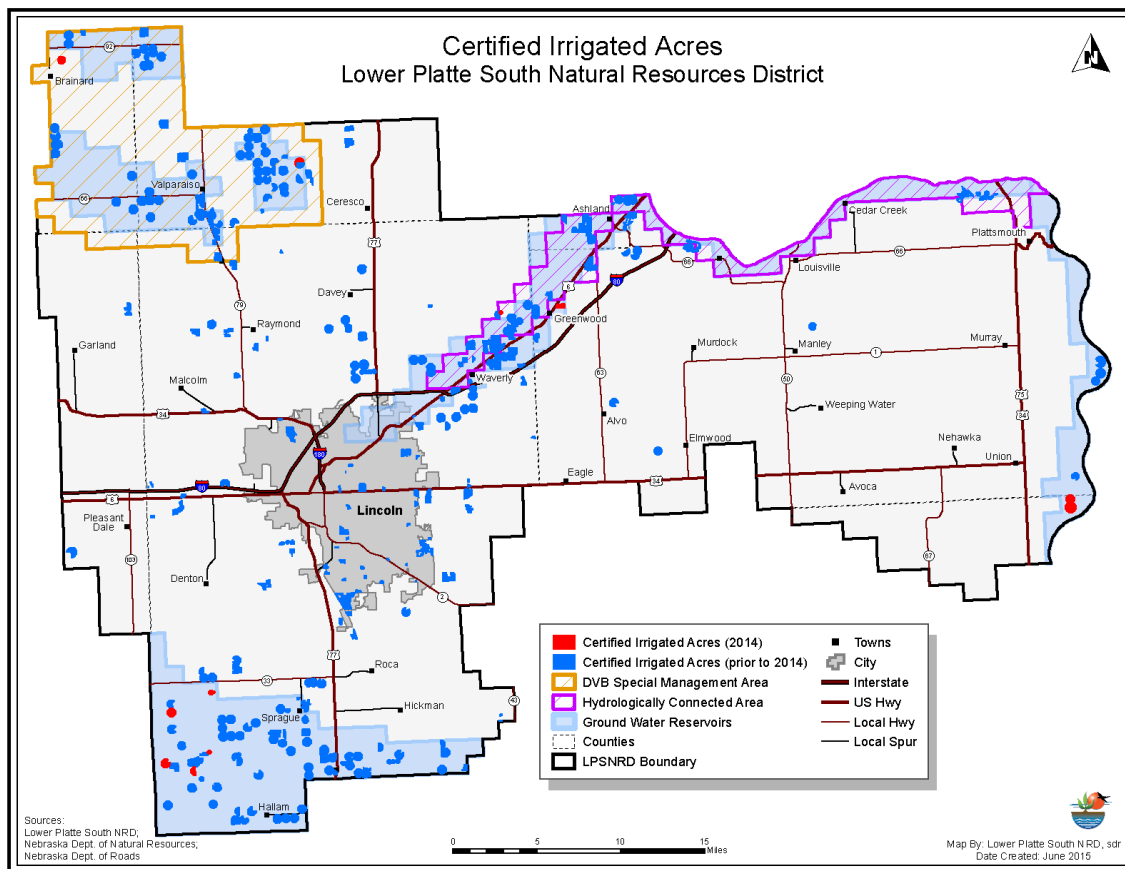 Certified Irrigated Acres
Lower Platte South Natural Resources District
N
92
Brainard
Valparaiso
66
Ceresco
77
Ashland
Cedar Creek
Plattsmouth
66
66
Louisville
6
80
Davey
79
Raymond
Greenwood
Garland
Malcolm
Murdock
Manley
1
Murray
Waverly
63
50
75
34
34
Alvo
Weeping Water
180
Elmwood
Nehawka
Union
Eagle
34
80
6
Lincoln
Avoca
Pleasant
Dale
103
Denton
2
67
77
Roca
33
Sprague
Hickman
43
Hallam
Certified Irrigated Acres (2014)
Certified Irrigated Acres (prior to 2014)
DVB Special Management Area
Hydrologically Connected Area
Ground Water Reservoirs
Counties
LPSNRD Boundary
Towns
City
Interstate
US Hwy
Local Hwy
Local Spur
Sources:
Lower Platte South NRD;
Nebraska Dept. of Natural Resources;
Nebraska Dept. of Roads
0 5 10 15
Miles
Map By: Lower Platte South NRD, sdr
Date Created: June 2015